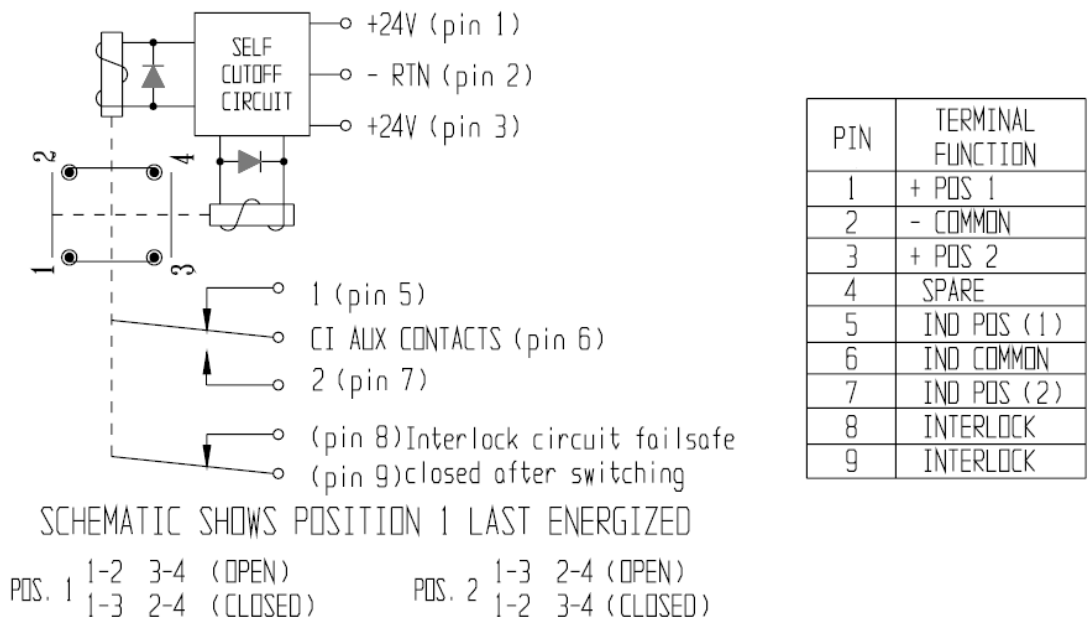 SELF
CUTOFF
CIRCUIT
+24V (pin 1)
- RTN (pin 2)
+24V (pin 3)
2
4
1
3
1 (pin 5)
CI AUX CONTACTS (pin 6)
2 (pin 7)
(pin 8) Interlock circuit failsafe
(pin 9) closed after switching
SCHEMATIC SHOWS POSITION 1 LAST ENERGIZED
POS. 1 1-2 3-4 (OPEN)
1-3 2-4 (CLOSED)
POS. 2 1-3 2-4 (OPEN)
1-2 3-4 (CLOSED)
PIN TERMINAL FUNCTION
1 + POS 1
2 - COMMON
3 + POS 2
4 SPARE
5 IND POS (1)
6 IND COMMON
7 IND POS (2)
8 INTERLOCK
9 INTERLOCK